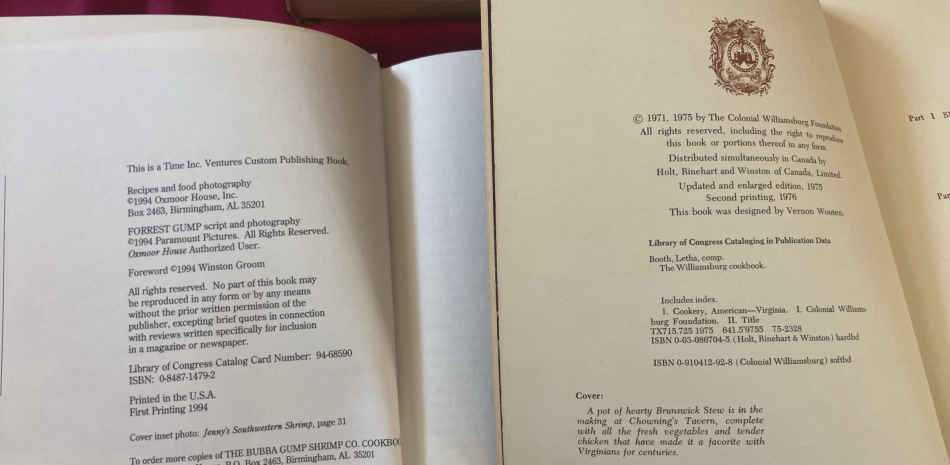 This is a Time Inc. Ventures Custom Publishing Book.
Recipes and food photography
©1994 Oxmoor House, Inc.
Box 2463, Birmingham, AL 35201
FORREST GUMP script and photography
©1994 Paramount Pictures. All Rights Reserved.
Oxmoor House Authorized User.
Foreword ©1994 Winston Groom
All rights reserved. No part of this book may
be reproduced in any form or by any means
without the prior written permission of the
publisher, excepting brief quotes in connection
with reviews written specifically for inclusion
in a magazine or newspaper.
Library of Congress Catalog Card Number: 94-68590
ISBN: 0-8487-1479-2
Printed in the U.S.A.
First Printing 1994
Cover inset photo: Jenny's Southwestern Shrimp, page 31
To order more copies of THE BUBBA GUMP SHRIMP CO. COOKBO
P.O. Box 2463, Birmingham, AL 35201
© 1971, 1975 by The Colonial Williamsburg Foundation
All rights reserved, including the right to reproduce
this book or portions thereof in any form.
Distributed simultaneously in Canada by
Holt, Rinehart and Winston of Canada, Limited.
Updated and enlarged edition, 1975
Second printing, 1976
This book was designed by Vernon Wooten.
Library of Congress Cataloging in Publication Data
Booth, Letha, comp.
The Williamsburg cookbook.
Includes index.
1. Cookery, American—Virginia. I. Colonial Williams-
burg Foundation. II. Title
TX715.725 1975 641.5'9755 75-2328
ISBN 0-03-086704-5 (Holt, Rinehart & Winston) hardbd
ISBN 0-910412-92-8 (Colonial Williamsburg) softbd
Cover:
A pot of hearty Brunswick Stew is in the
making at Chowning's Tavern, complete
with all the fresh vegetables and tender
chicken that have made it a favorite with
Virginians for centuries.
Part I